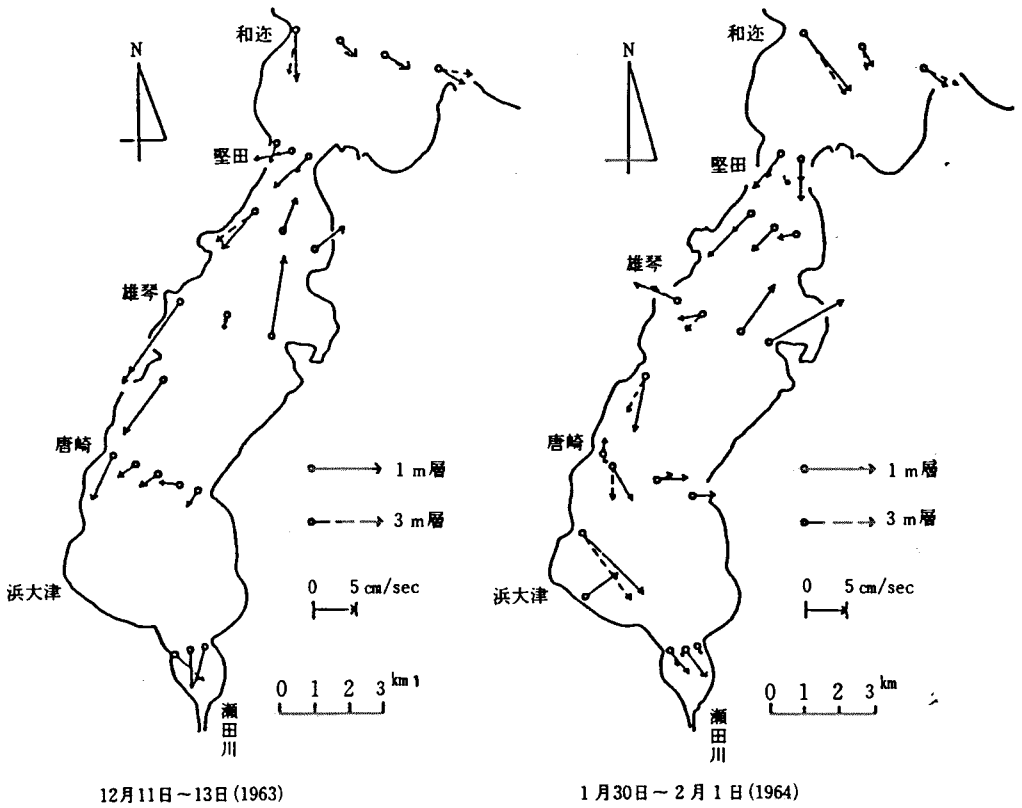 和迩
N
堅田
雄琴
唐崎
1 m層
3 m層
0 5 cm/sec
浜大津
0 1 2 3 km
瀬田川
12月11日~13日(1963)
和迩
N
堅田
雄琴
唐崎
1 m層
3 m層
0 5 cm/sec
浜大津
0 1 2 3 km
瀬田川
1月30日~2月1日(1964)